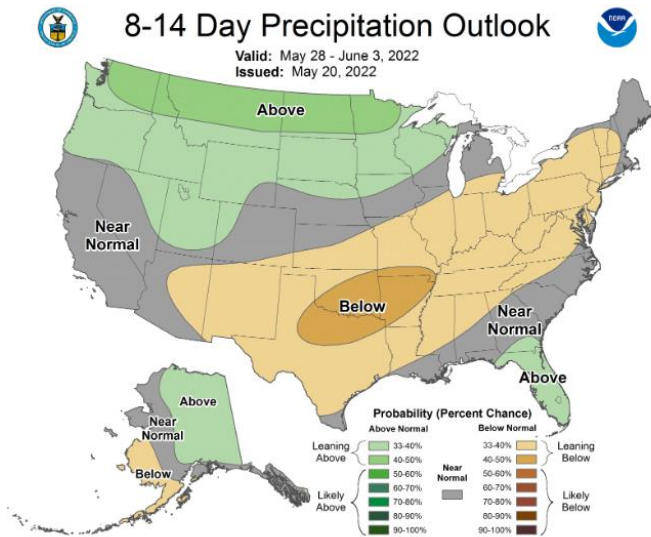 8-14 Day Precipitation Outlook
Valid: May 28 - June 3, 2022
Issued: May 20, 2022
NOAA
Above
Near
Normal
Below
Near
Normal
Above
Above
Near
Normal
Below
Probability (Percent Chance)
Above Normal
Below Normal
Leaning
Above
33-40%
40-50%
Likely
Above
50-60%
60-70%
70-80%
80-90%
90-100%
Near
Normal
33-40%
40-50%
Leaning
Below
50-60%
60-70%
70-80%
80-90%
90-100%
Likely
Below